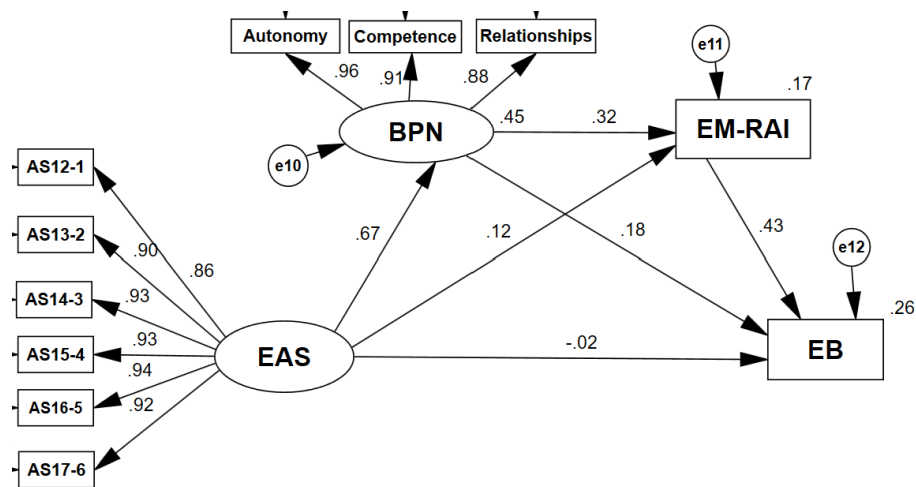 Autonomy
Competence
Relationships
e11
.17
.96
.91
.88
BPN
.45
.32
EM-RAI
e10
AS12-1
.67
.12
.18
.43
AS13-2
.90
.86
e12
AS14-3
.93
.26
AS15-4
.93
EAS
-.02
EB
AS16-5
.94
.92
AS17-6